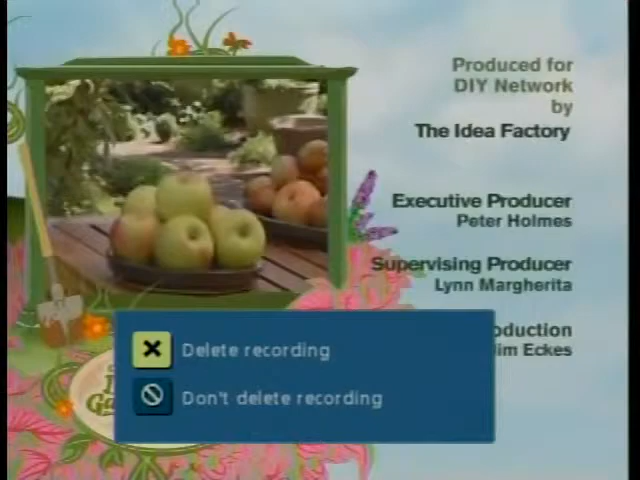 Produced for
DIY Network
by
The Idea Factory
Executive Producer
Peter Holmes
Supervising Producer
Lynn Margherita
oduction
im Eckes
Delete recording
Don't delete recording